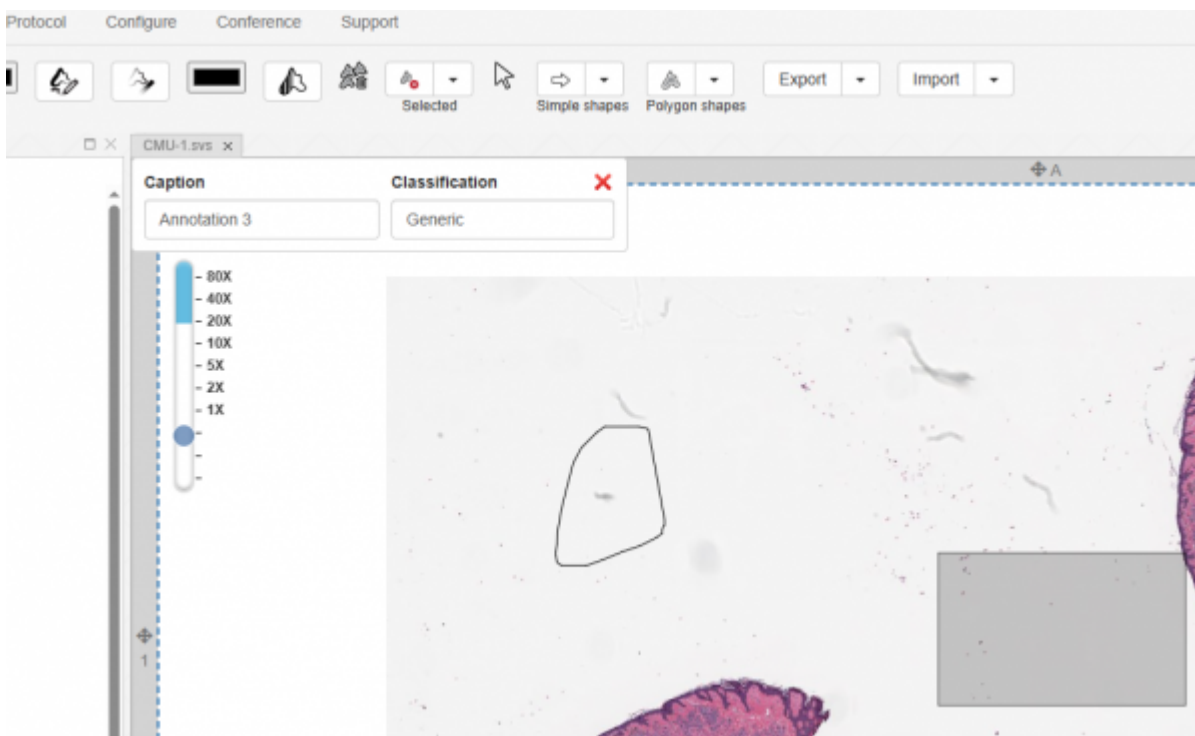 Protocol Configure Conference Support
Selected Simple shapes Polygon shapes Export Import
CMU-1.svs x
A
Caption Classification
Annotation 3 Generic
- 80X
- 40X
- 20X
- 10X
- 5X
- 2X
- 1X
1